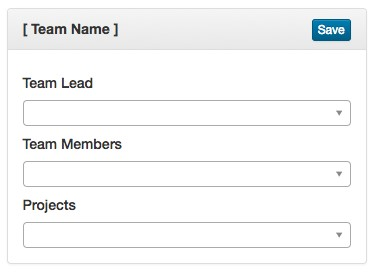 [ Team Name ]
Save
Team Lead
Team Members
Projects